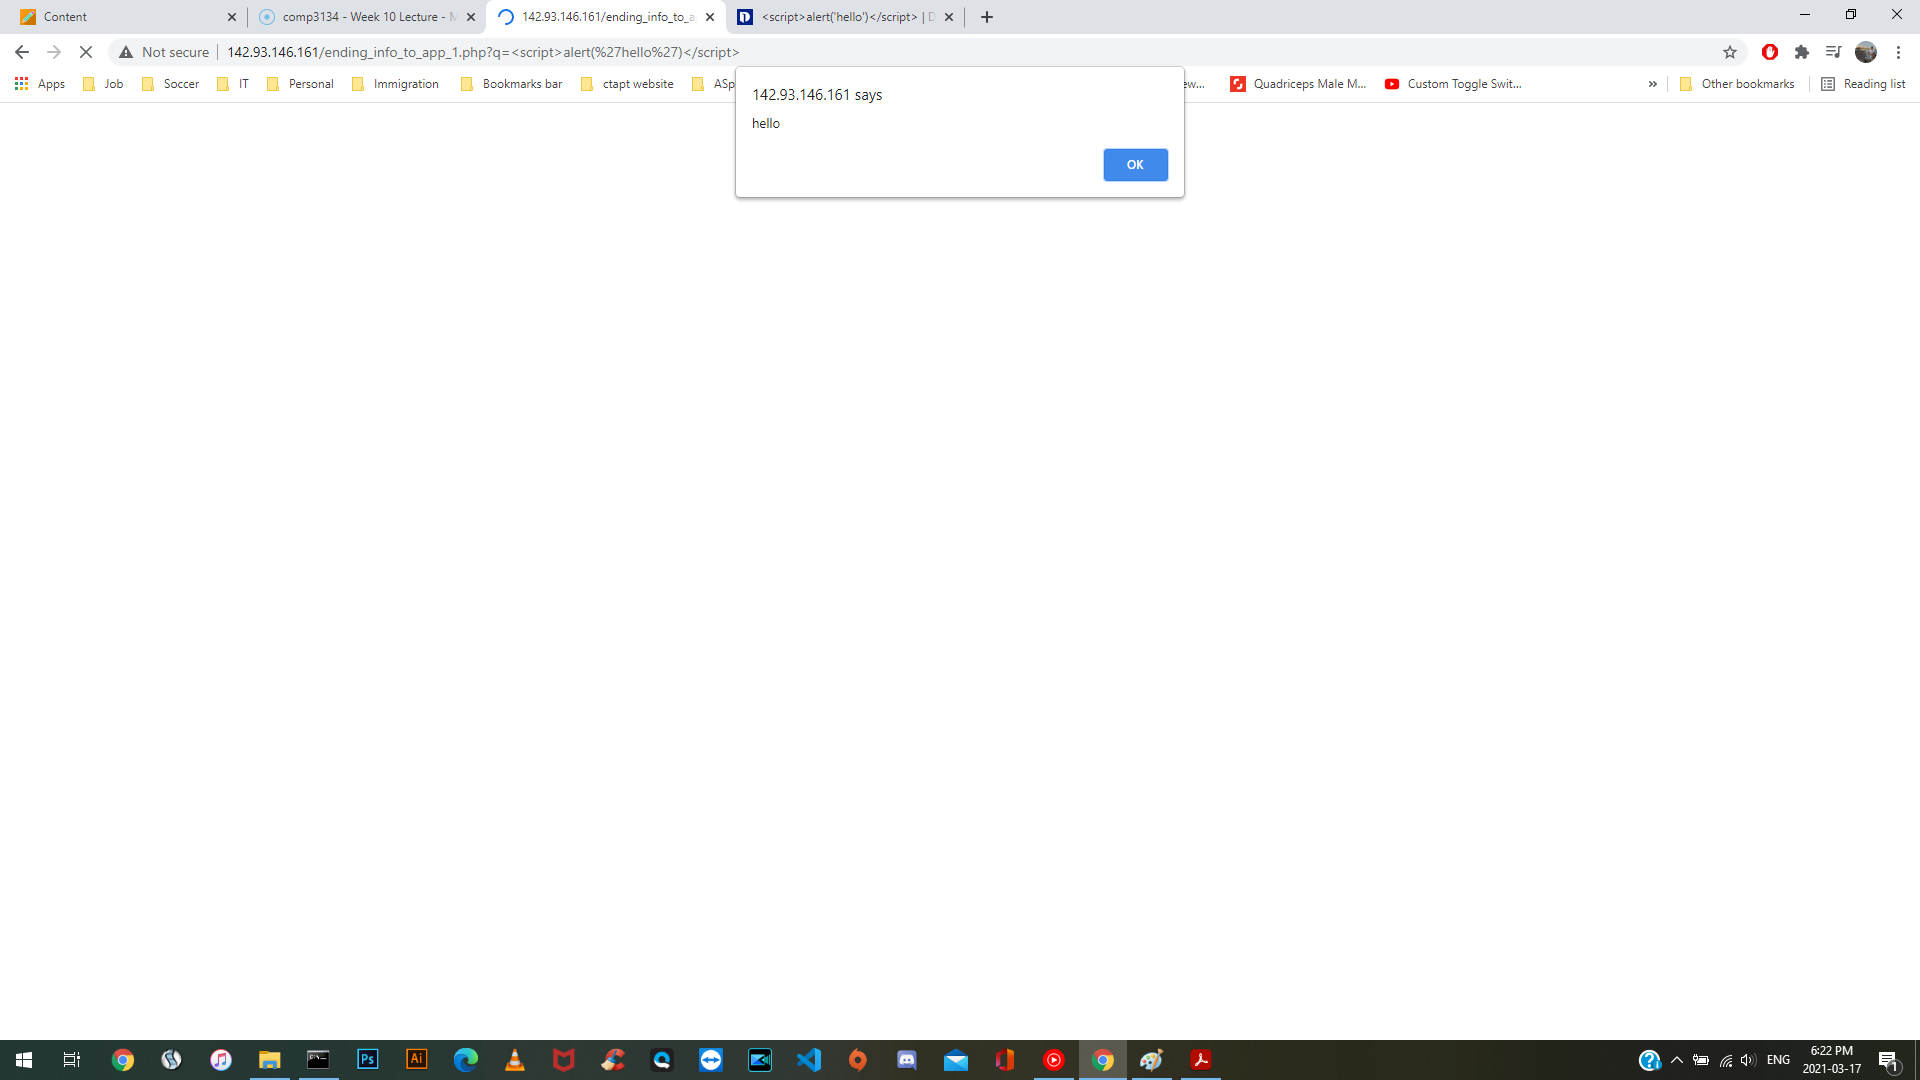 Content
comp3134 - Week 10 Lecture - M
142.93.146.161/ending_info_to_a
<script>alert('hello')</script> | D
Not secure
142.93.146.161/ending_info_to_app_1.php?q=<script>alert(%27hello%27)</script>
Apps
Job
Soccer
IT
Personal
Immigration
Bookmarks bar
ctapt website
ASp
ew...
Quadriceps Male M...
Custom Toggle Swit...
»
Other bookmarks
Reading list
142.93.146.161 says
hello
OK
Ps
Ai
ENG
6:22 PM
2021-03-17
1